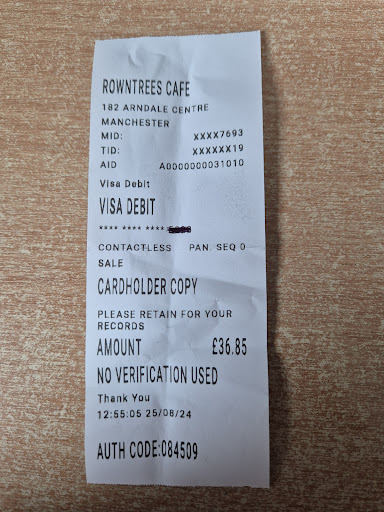 ROWNTREES CAFE
182 ARNDALE CENTRE
MANCHESTER
MID: XXXX7693
TID: XXXXXX19
AID A0000000031010
Visa Debit
VISA DEBIT
**** **** ****
CONTACTLESS PAN. SEQ 0
SALE
CARDHOLDER COPY
PLEASE RETAIN FOR YOUR
RECORDS
AMOUNT £36.85
NO VERIFICATION USED
Thank You
12:55:05 25/08/24
AUTH CODE:084509